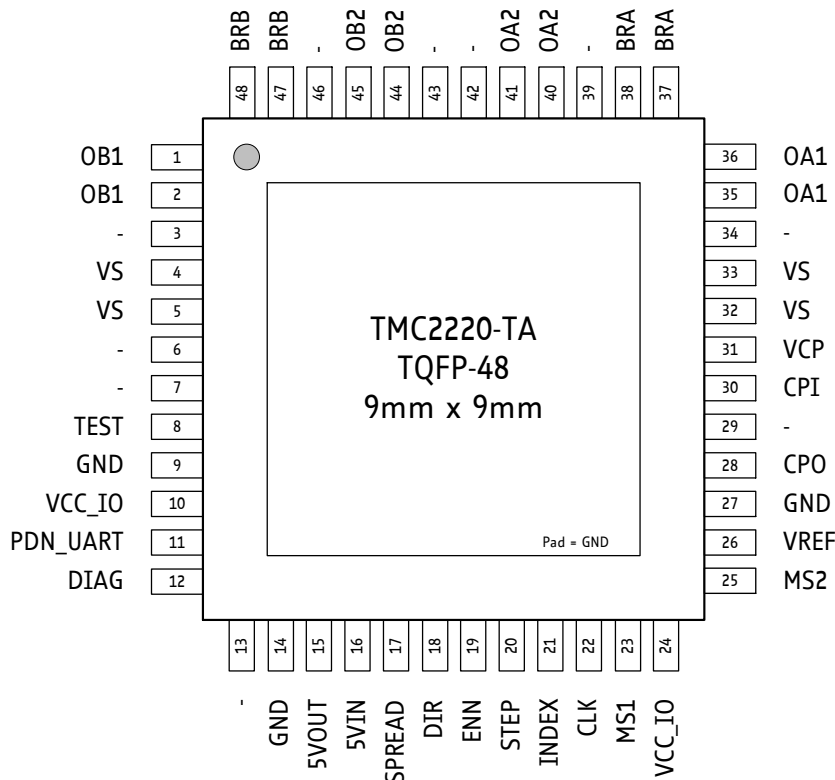 BRB BRB - OB2 OB2 - - OA2 OA2 - BRA BRA
48 47 46 45 44 43 42 41 40 39 38 37
OB1 1 36 OA1
OB1 2 35 OA1
- 3 34 -
VS 4 33 VS
VS 5 32 VS
- 6 31 VCP
- 7 30 CPI
TEST 8 29 -
GND 9 28 CPO
VCC_IO 10 27 GND
PDN_UART 11 26 VREF
DIAG 12 25 MS2
TMC2220-TA
TQFP-48
9mm x 9mm
Pad = GND
13 14 15 16 17 18 19 20 21 22 23 24
- GND 5VOUT 5VIN SPREAD DIR ENN STEP INDEX CLK MS1 VCC_IO